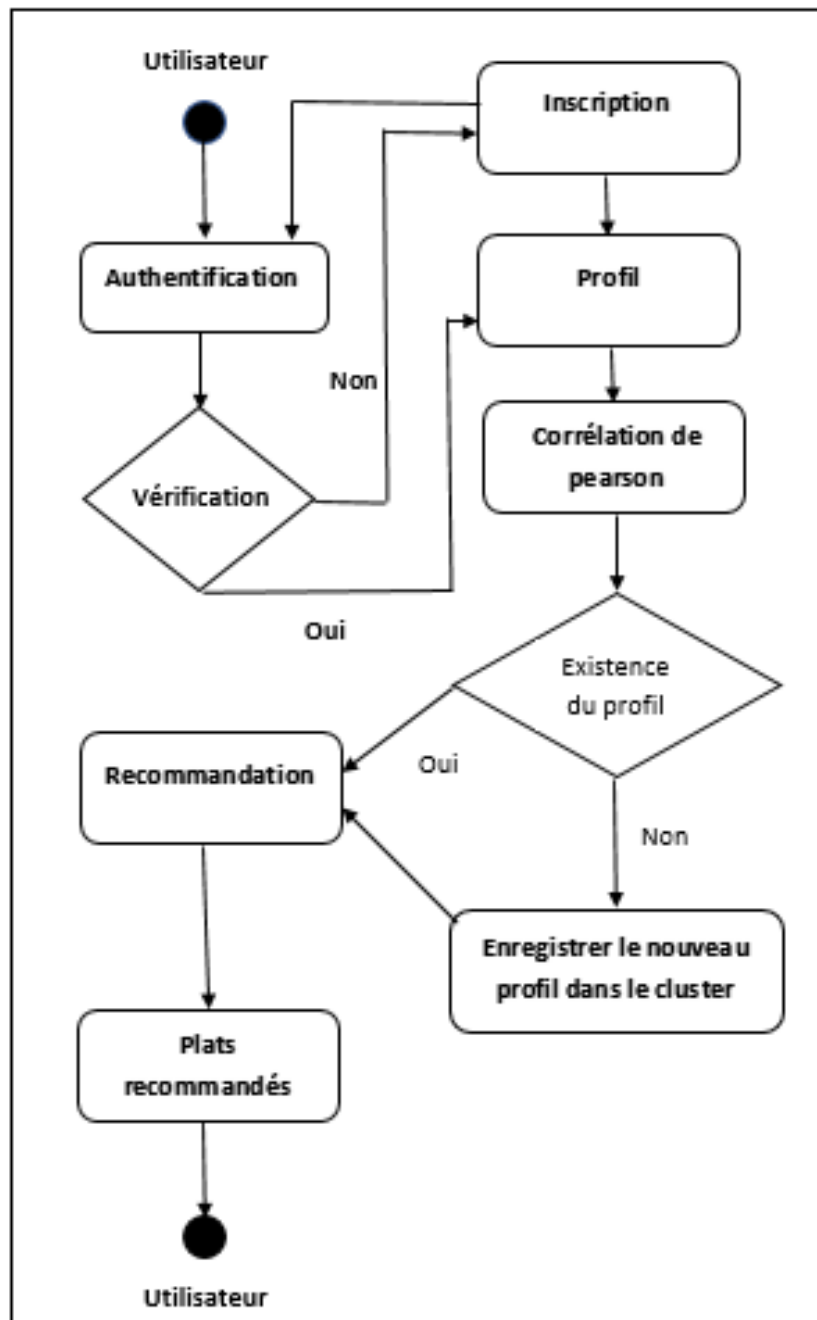 Utilisateur
Inscription
Authentification
Profil
Non
Corrélation de
pearson
Vérification
Oui
Existence
du profil
Oui
Recommandation
Non
Enregistrer le nouveau
profil dans le cluster
Plats
recommandés
Utilisateur